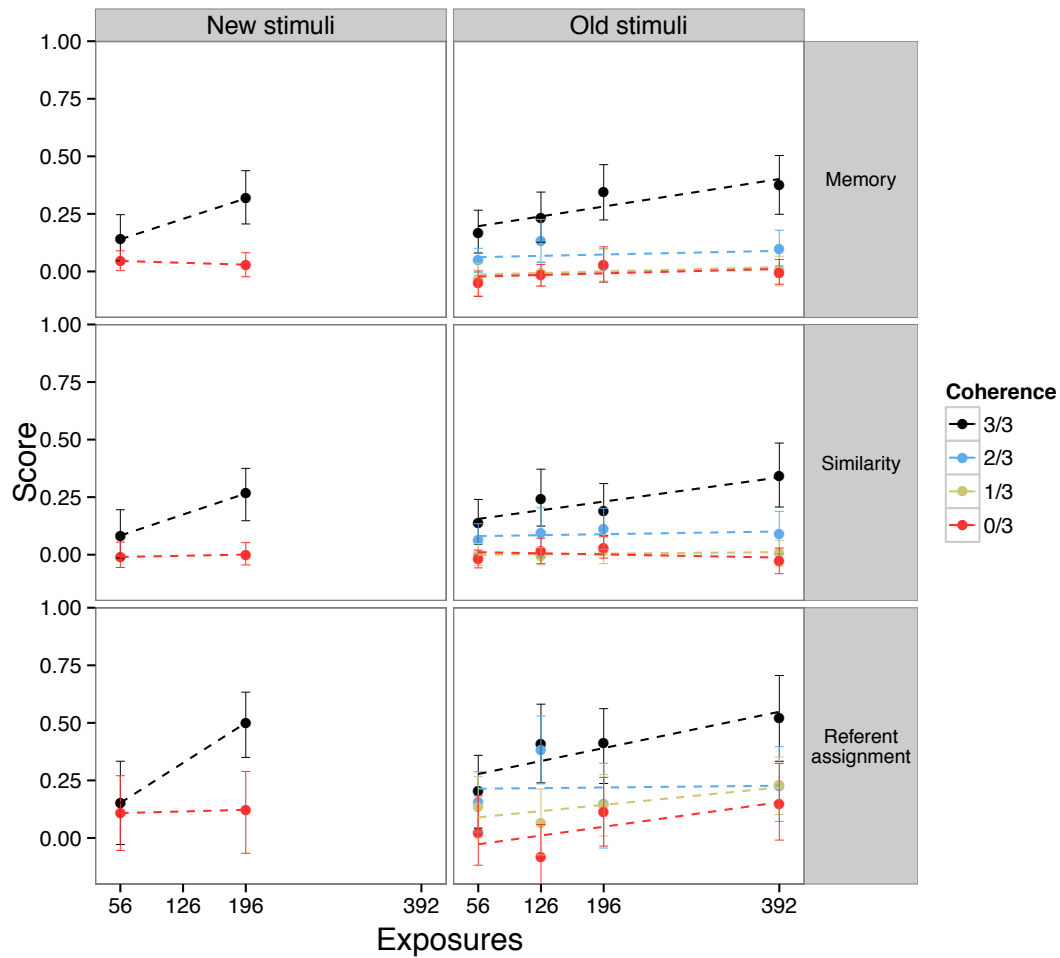 New stimuli
Old stimuli
1.00
0.75
0.50
0.25
0.00
Memory
1.00
0.75
0.50
0.25
0.00
Similarity
1.00
0.75
0.50
0.25
0.00
Referent
assignment
Score
56 126 196 392
56 126 196 392
Exposures
Coherence
3/3
2/3
1/3
0/3